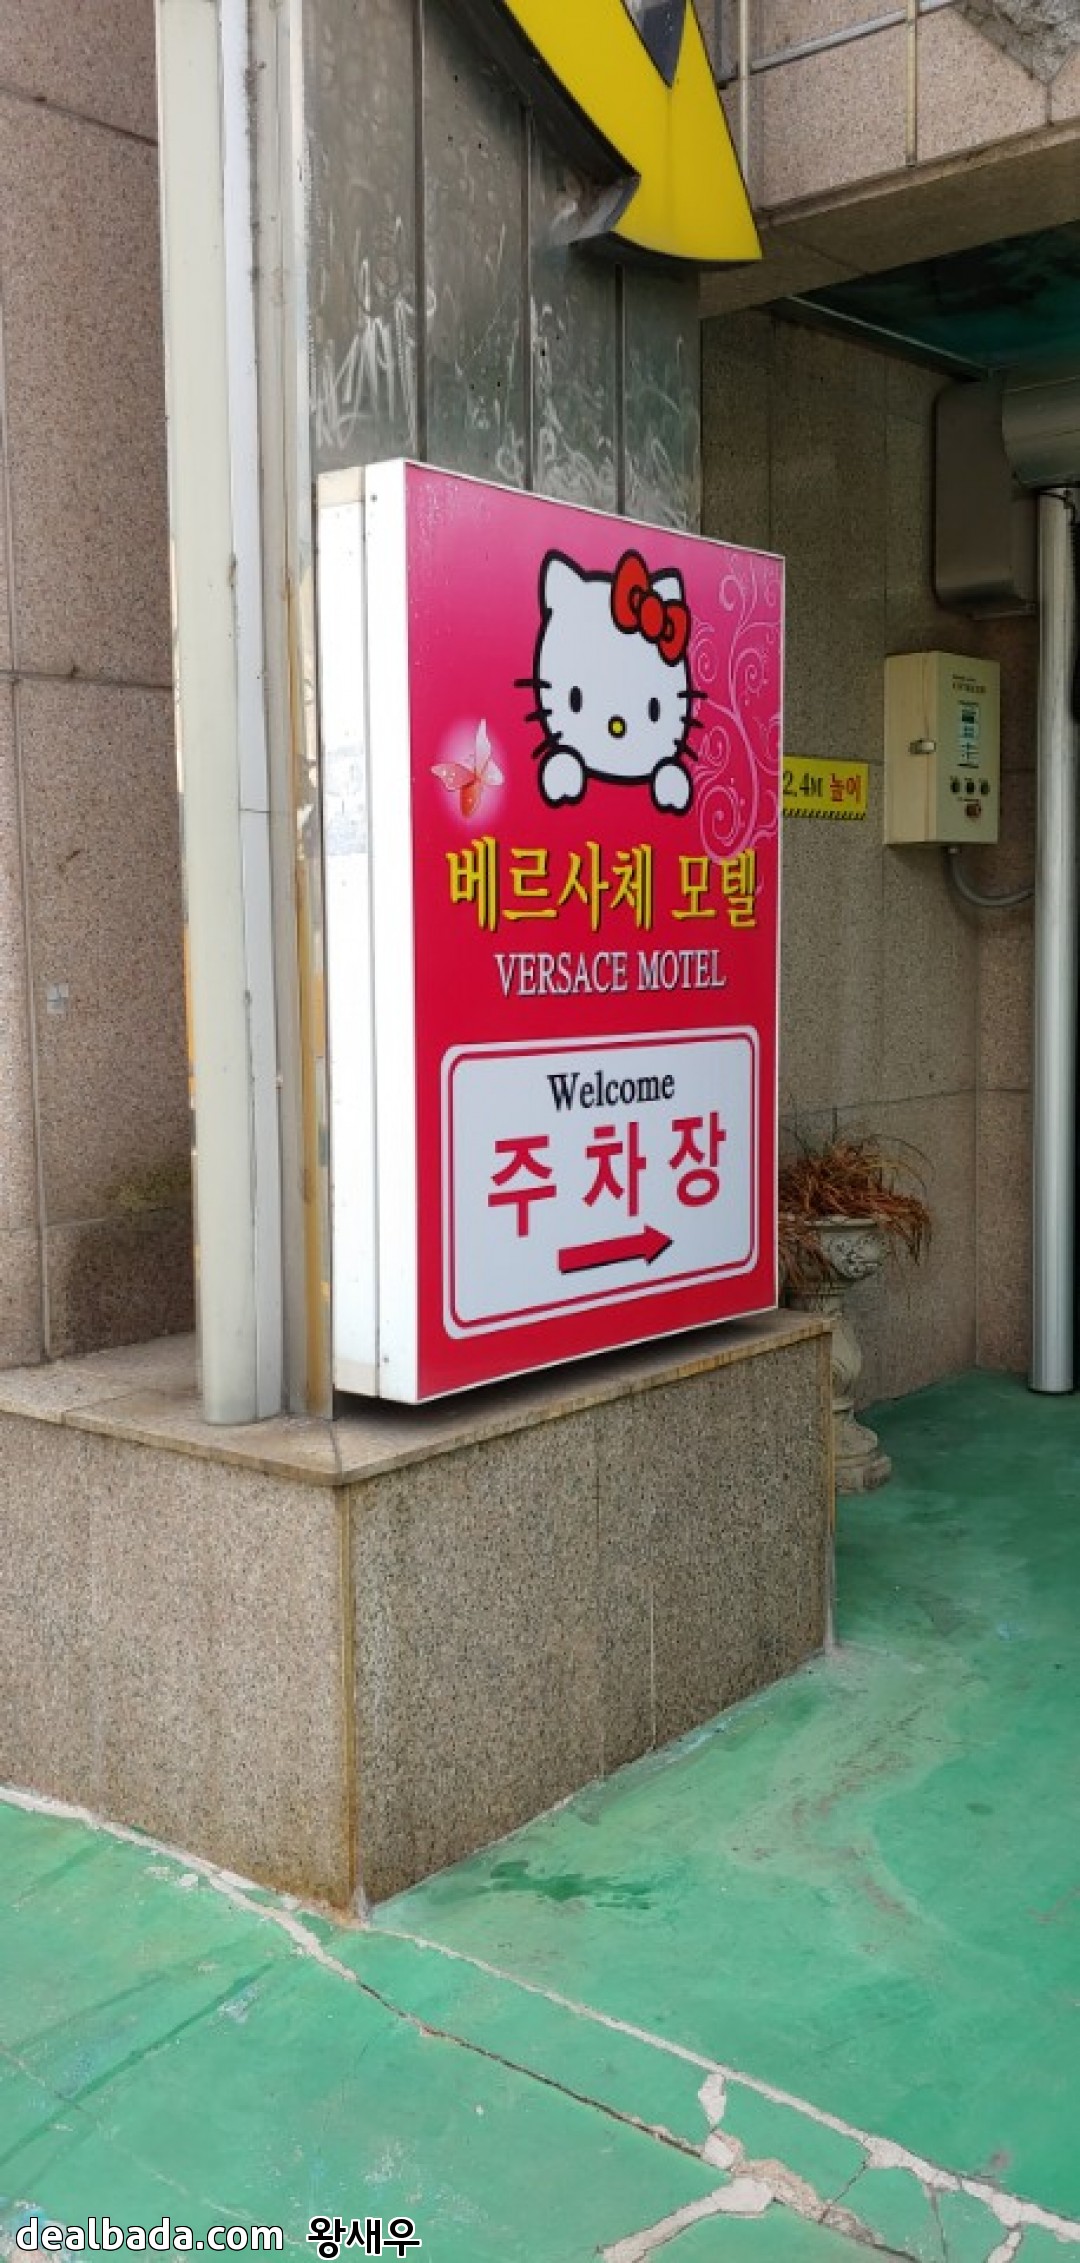 베르사체 모텔
VERSACE MOTEL
Welcome
주차장
2.4M 높이
dealbada.com 왕새우